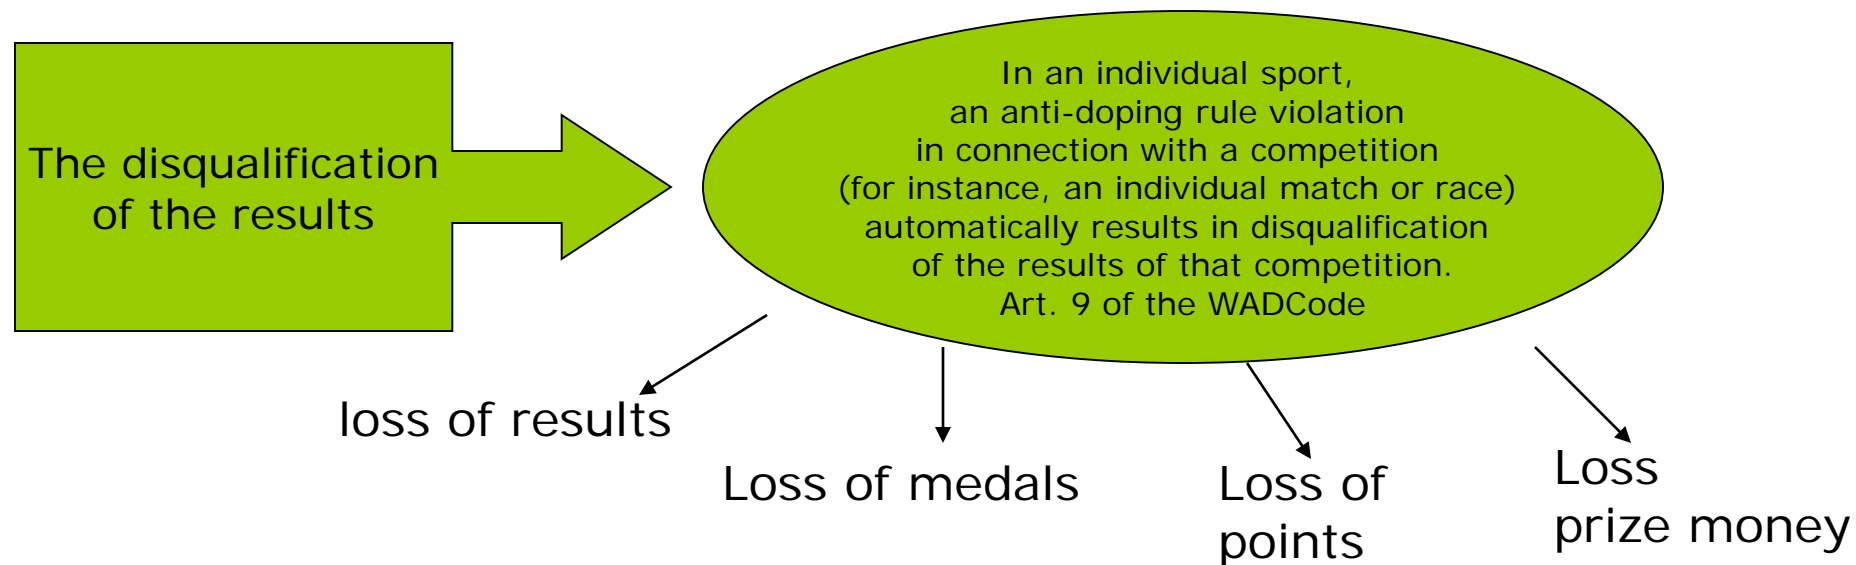 The disqualification
of the results
In an individual sport,
an anti-doping rule violation
in connection with a competition
(for instance, an individual match or race)
automatically results in disqualification
of the results of that competition.
Art. 9 of the WADCode
loss of results
Loss of medals
Loss of
points
Loss
prize money